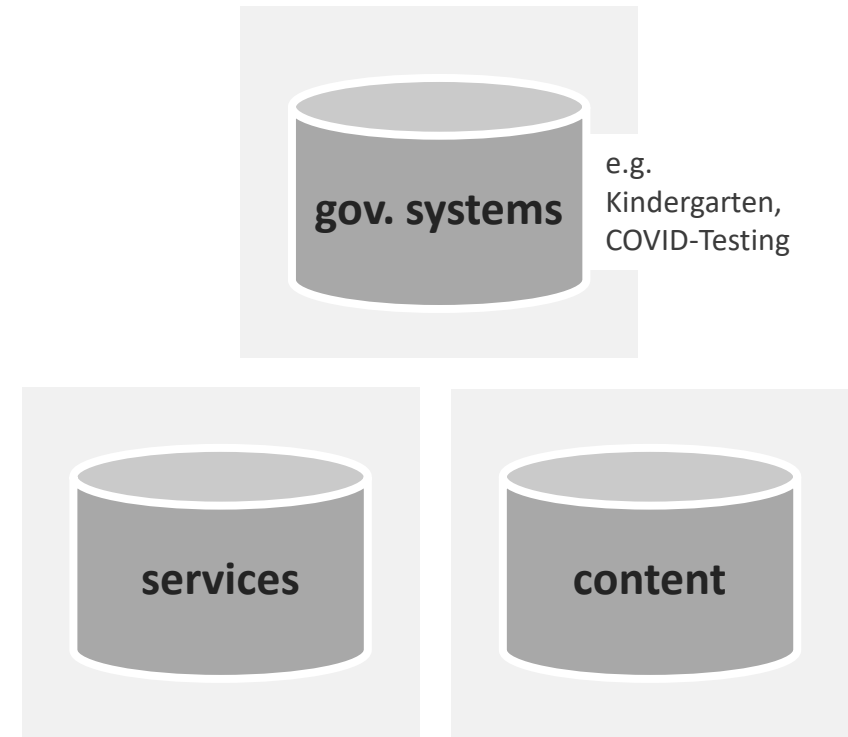 gov. systems
e.g.
Kindergarten,
COVID-Testing
services
content